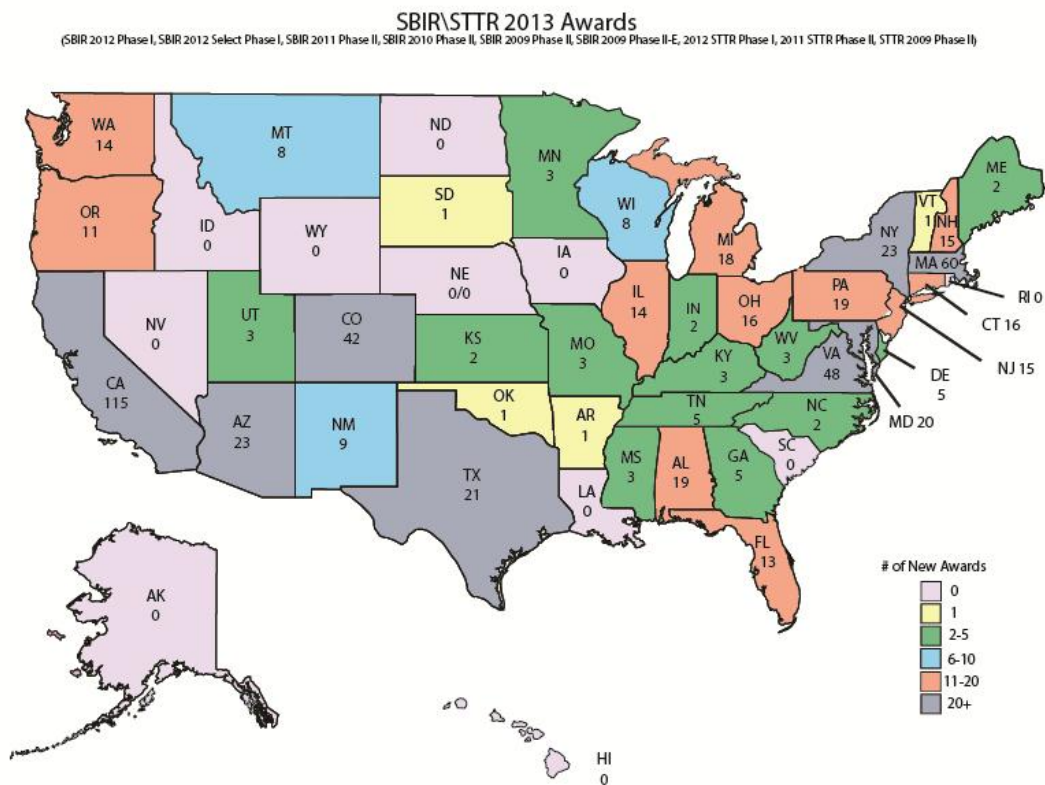 SBIR\STTR 2013 Awards
(SBIR 2012 Phase I, SBIR 2012 Select Phase I, SBIR 2011 Phase II, SBIR 2010 Phase II, SBIR 2009 Phase II, SBIR 2009 Phase II-E, 2012 STTR Phase I, 2011 STTR Phase II, STTR 2009 Phase II)
WA
14
MT
8
ND
0
MN
3
ME
2
OR
11
ID
0
WY
0
SD
1
WI
8
MI
18
NY
23
VT
1
NH
15
MA 60
RI 0
CT 16
NJ 15
NV
0
UT
3
CO
42
NE
0/0
IA
0
IL
14
IN
2
OH
16
PA
19
WV
3
VA
48
DE
5
MD 20
CA
115
AZ
23
NM
9
KS
2
MO
3
KY
3
OK
1
AR
1
TN
5
NC
2
SC
0
TX
21
LA
0
MS
3
AL
19
GA
5
FL
13
AK
0
HI
0
# of New Awards
0
1
2-5
6-10
11-20
20+